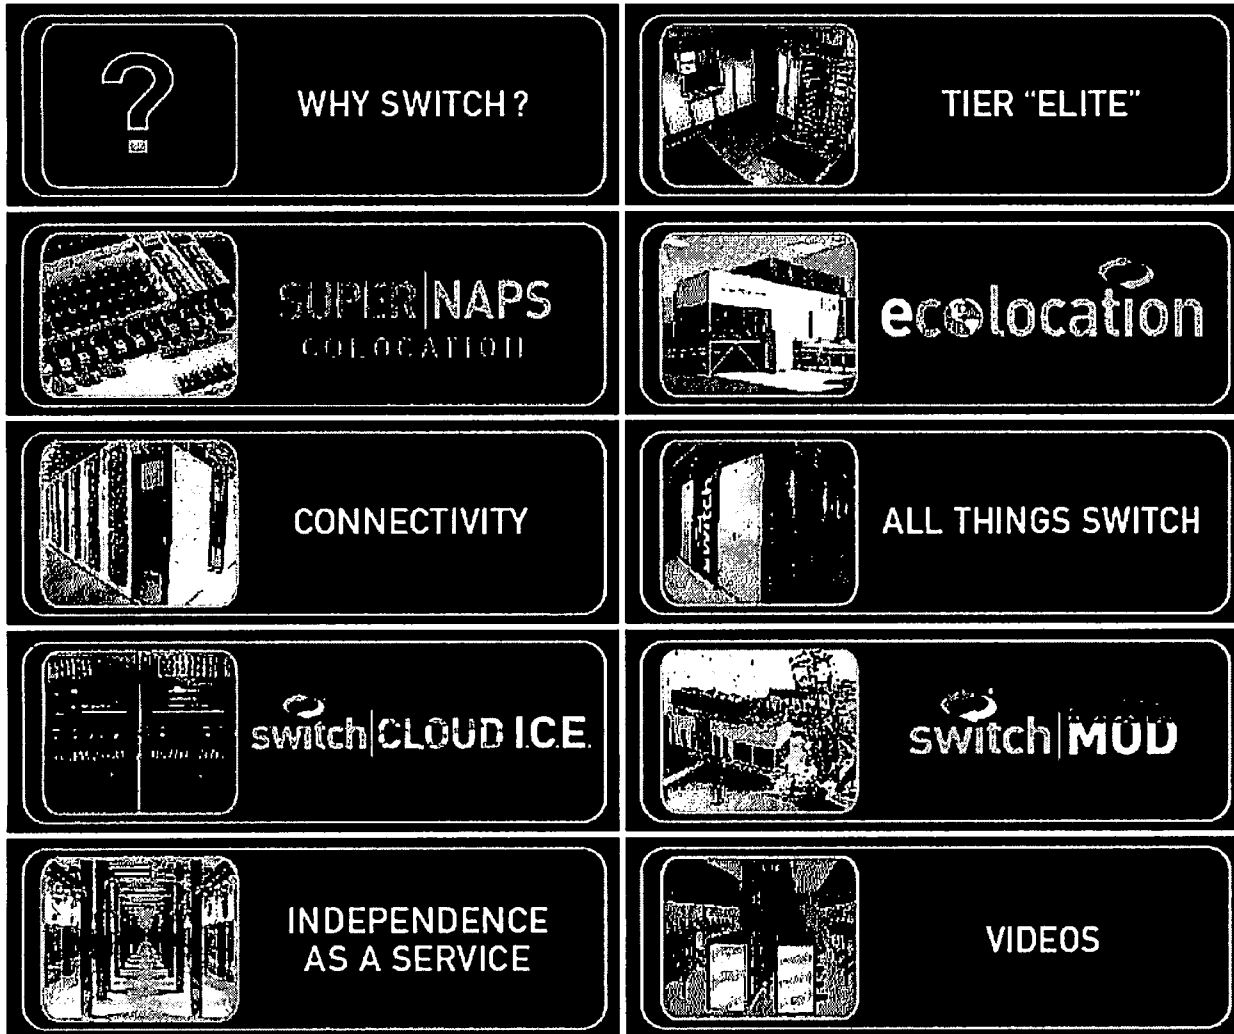 ?
WHY SWITCH?
TIER “ELITE”
SUPER|NAPS
COLOCATION
ecolocation
CONNECTIVITY
switch
ALL THINGS SWITCH
switch|CLOUD I.C.E.
switch|MOD
INDEPENDENCE
AS A SERVICE
VIDEOS